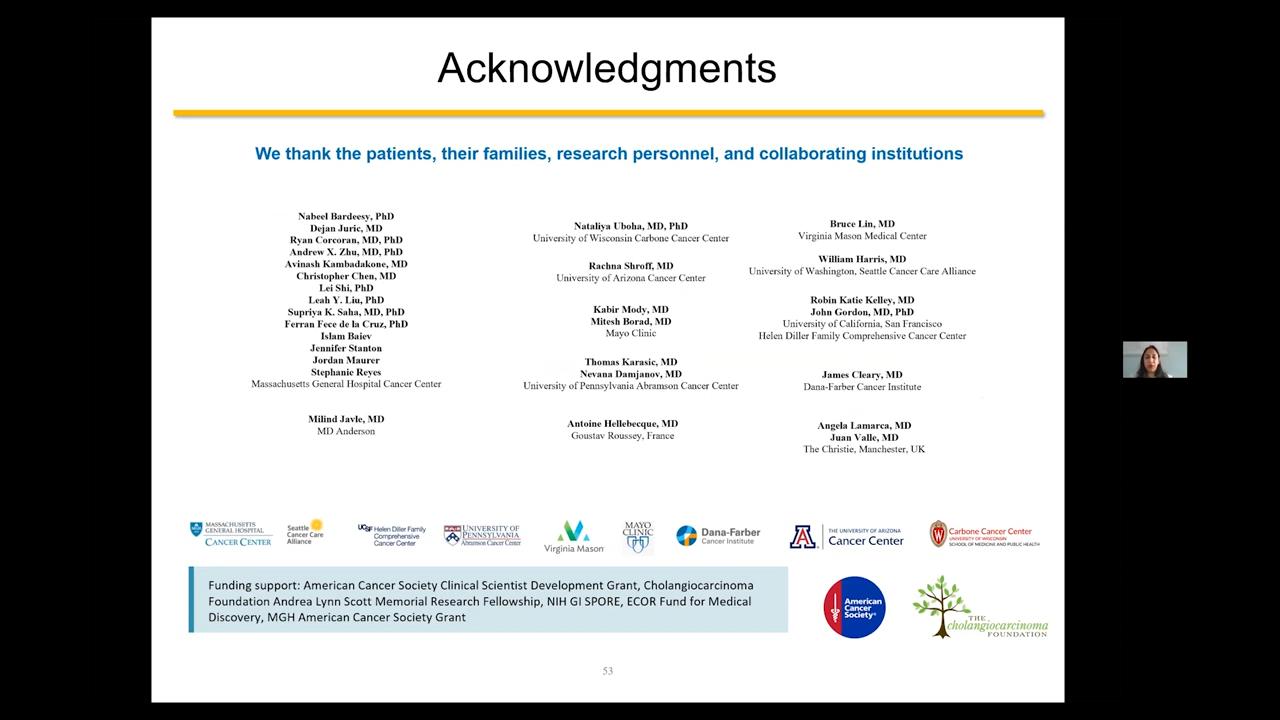 Acknowledgments
We thank the patients, their families, research personnel, and collaborating institutions
Nabeel Bardeesy, PhD
Dejan Juric, MD
Ryan Corcoran, MD, PhD
Andrew X. Zhu, MD, PhD
Avinash Kambadakone, MD
Christopher Chen, MD
Lei Shi, PhD
Leah Y. Liu, PhD
Supriya K. Saha, MD, PhD
Ferran Fece de la Cruz, PhD
Islam Baiev
Jennifer Stanton
Jordan Maurer
Stephanie Reyes
Massachusetts General Hospital Cancer Center
Milind Javle, MD
MD Anderson
Nataliya Uboha, MD, PhD
University of Wisconsin Carbone Cancer Center
Rachna Shroff, MD
University of Arizona Cancer Center
Kabir Mody, MD
Mitesh Borad, MD
Mayo Clinic
Thomas Karasic, MD
Nevana Damjanov, MD
University of Pennsylvania Abramson Cancer Center
Antoine Hellebecque, MD
Goustav Roussey, France
Bruce Lin, MD
Virginia Mason Medical Center
William Harris, MD
University of Washington, Seattle Cancer Care Alliance
Robin Katie Kelley, MD
John Gordon, MD, PhD
University of California, San Francisco
Helen Diller Family Comprehensive Cancer Center
James Cleary, MD
Dana-Farber Cancer Institute
Angela Lamarca, MD
Juan Valle, MD
The Christie, Manchester, UK
MASSACHUSETTS
GENERAL HOSPITAL
CANCER CENTER
Seattle
Cancer Care
Alliance
UCSF Helen Diller Family
Comprehensive
Cancer Center
UNIVERSITY OF
PENNSYLVANIA
ABRAMSON CANCER CENTER
Virginia Mason
MAYO
CLINIC
Dana-Farber
Cancer Institute
THE UNIVERSITY OF ARIZONA
Cancer Center
Carbone Cancer Center
UNIVERSITY OF WISCONSIN
SCHOOL OF MEDICINE AND PUBLIC HEALTH
Funding support: American Cancer Society Clinical Scientist Development Grant, Cholangiocarcinoma
Foundation Andrea Lynn Scott Memorial Research Fellowship, NIH GI SPORE, ECOR Fund for Medical
Discovery, MGH American Cancer Society Grant
American
Cancer
Society
THE
cholangiocarcinoma
FOUNDATION
53